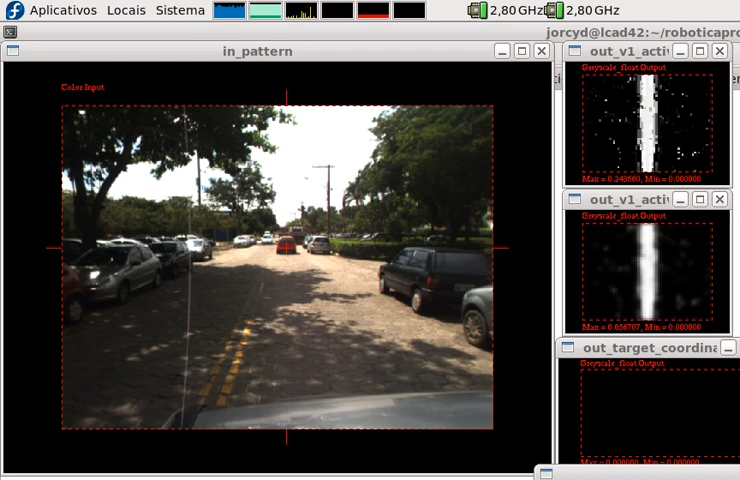 Aplicativos Locais Sistema 2,80 GHz 2,80 GHz
jorcyd@lcad42:~/roboticapro
in_pattern
Color Input
out_v1_activ
Greyscale_float Output
Max = 0.243660, Min = 0.000000
out_v1_activ
Greyscale_float Output
Max = 0.056707, Min = 0.000000
out_target_coordina
Greyscale_float Output
Max = 0.000000, Min = 0.000000